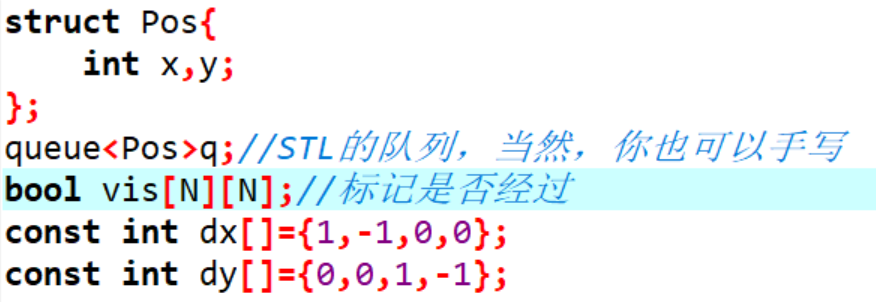 struct Pos{
    int x,y;
};
queue<Pos>q;//STL的队列，当然，你也可以手写
bool vis[N][N];//标记是否经过
const int dx[]={1,-1,0,0};
const int dy[]={0,0,1,-1};